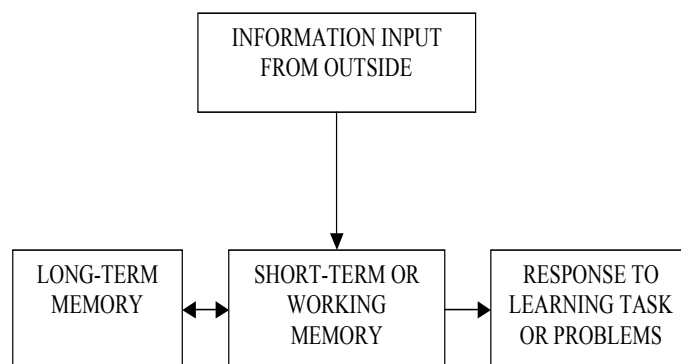 INFORMATION INPUT
FROM OUTSIDE
LONG-TERM
MEMORY
SHORT-TERM OR
WORKING
MEMORY
RESPONSE TO
LEARNING TASK
OR PROBLEMS